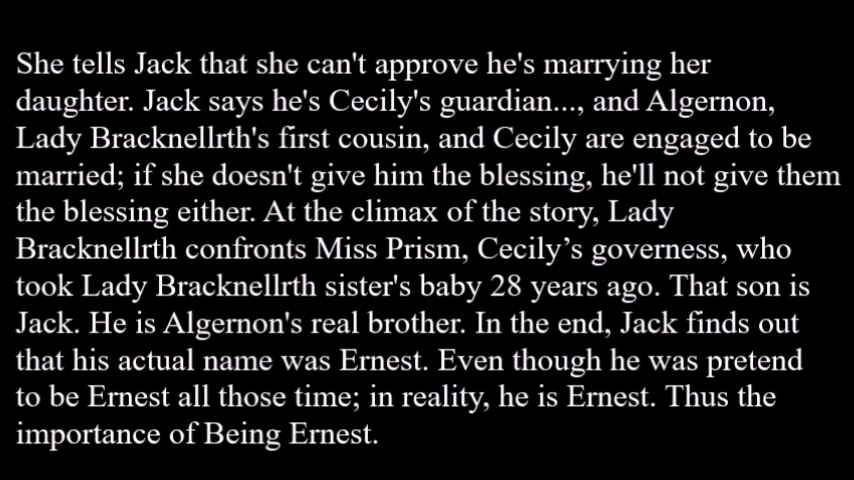 She tells Jack that she can't approve he's marrying her
daughter. Jack says he's Cecily's guardian..., and Algernon,
Lady Bracknellrth's first cousin, and Cecily are engaged to be
married; if she doesn't give him the blessing, he'll not give them
the blessing either. At the climax of the story, Lady
Bracknellrth confronts Miss Prism, Cecily’s governess, who
took Lady Bracknellrth sister's baby 28 years ago. That son is
Jack. He is Algernon's real brother. In the end, Jack finds out
that his actual name was Ernest. Even though he was pretend
to be Ernest all those time; in reality, he is Ernest. Thus the
importance of Being Ernest.